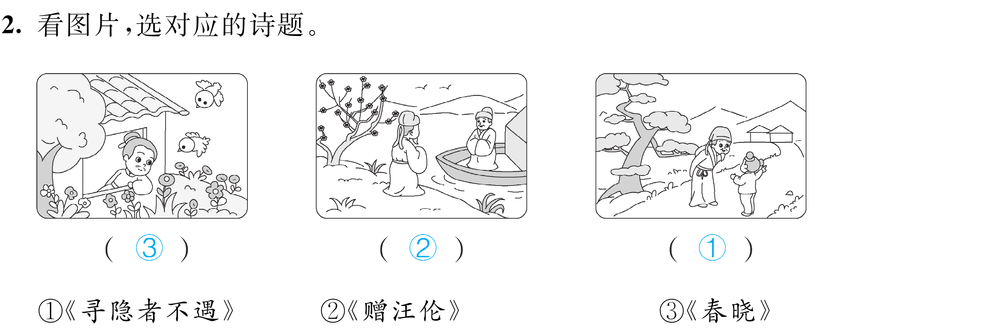 2. 看图片,选对应的诗题。
( ③ ) ( ② ) ( ① )
①《寻隐者不遇》 ②《赠汪伦》 ③《春晓》